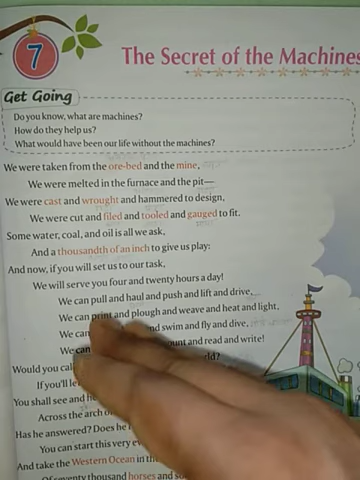 7
The Secret of the Machines
Get Going
Do you know, what are machines?
How do they help us?
What would have been our life without the machines?
We were taken from the ore-bed and the mine,
We were melted in the furnace and the pit—
We were cast and wrought and hammered to design,
We were cut and filed and tooled and gauged to fit.
Some water, coal, and oil is all we ask,
And a thousandth of an inch to give us play:
And now, if you will set us to our task,
We will serve you four and twenty hours a day!
We can pull and haul and push and lift and drive,
We can print and plough and weave and heat and light,
We can and swim and fly and dive,
We can and read and write!
Would you
If you'll
You shall see and
Across the arch
Has he answered? Does he
You can start this very
And take the Western Ocean in
Of seventy thousand horses and